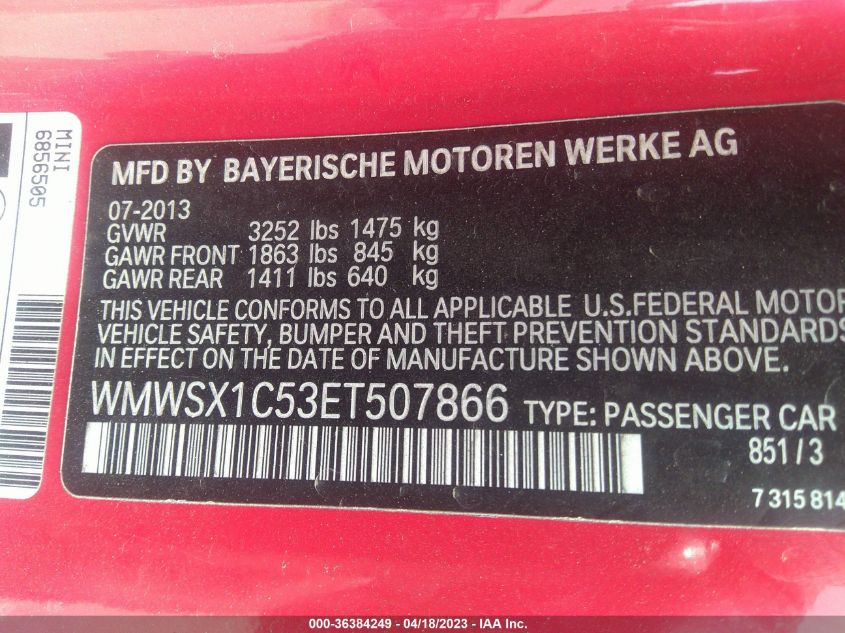 MINI
6856505
MFD BY BAYERISCHE MOTOREN WERKE AG
07-2013
GVWR 3252 lbs 1475 kg
GAWR FRONT 1863 lbs 845 kg
GAWR REAR 1411 lbs 640 kg
THIS VEHICLE CONFORMS TO ALL APPLICABLE U.S.FEDERAL MOTOR
VEHICLE SAFETY, BUMPER AND THEFT PREVENTION STANDARDS
IN EFFECT ON THE DATE OF MANUFACTURE SHOWN ABOVE.
WMWSX1C53ET507866 TYPE: PASSENGER CAR
851 / 3
7 315 814
000-36384249 - 04/18/2023 - IAA Inc.